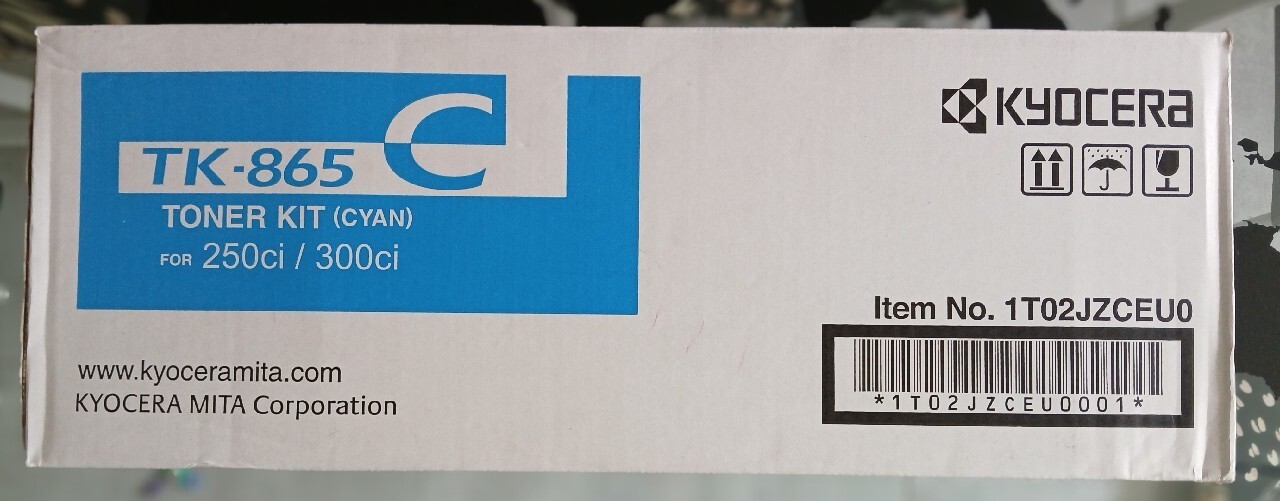 TK-865 C
TONER KIT (CYAN)
FOR 250ci / 300ci
www.kyoceramita.com
KYOCERA MITA Corporation
KYOCERA
Item No. 1T02JZCEU0
*1T02JZCEU0001*